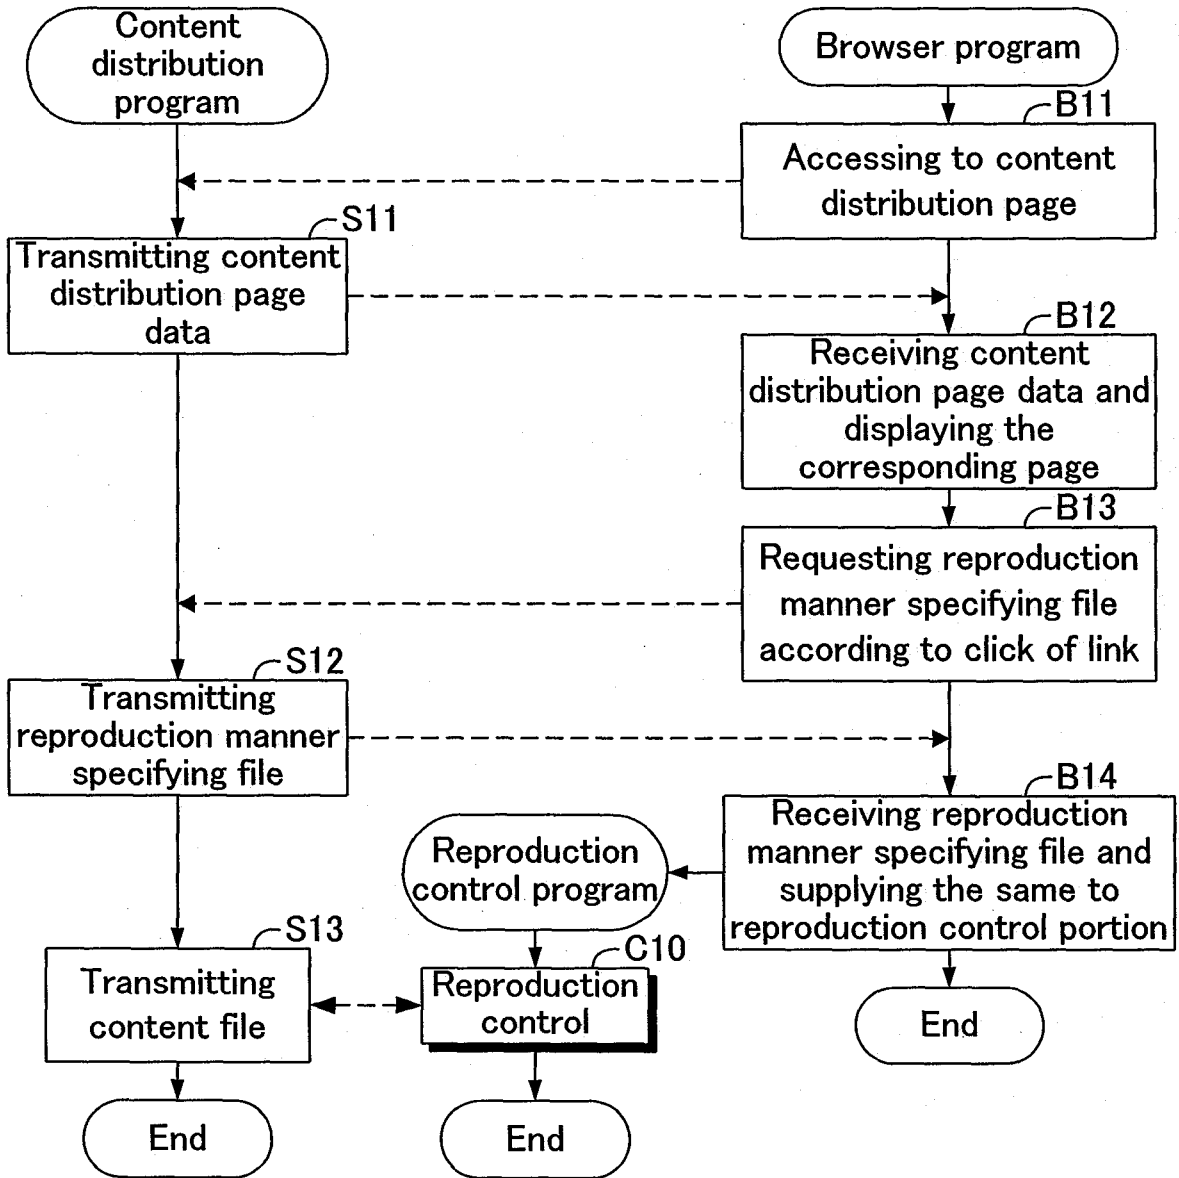 Content
distribution
program
Browser program
B11
Accessing to content
distribution page
S11
Transmitting content
distribution page
data
B12
Receiving content
distribution page data and
displaying the
corresponding page
B13
Requesting reproduction
manner specifying file
according to click of link
S12
Transmitting
reproduction manner
specifying file
B14
Receiving reproduction
manner specifying file and
supplying the same to
reproduction control portion
Reproduction
control program
S13
Transmitting
content file
C10
Reproduction
control
End
End
End